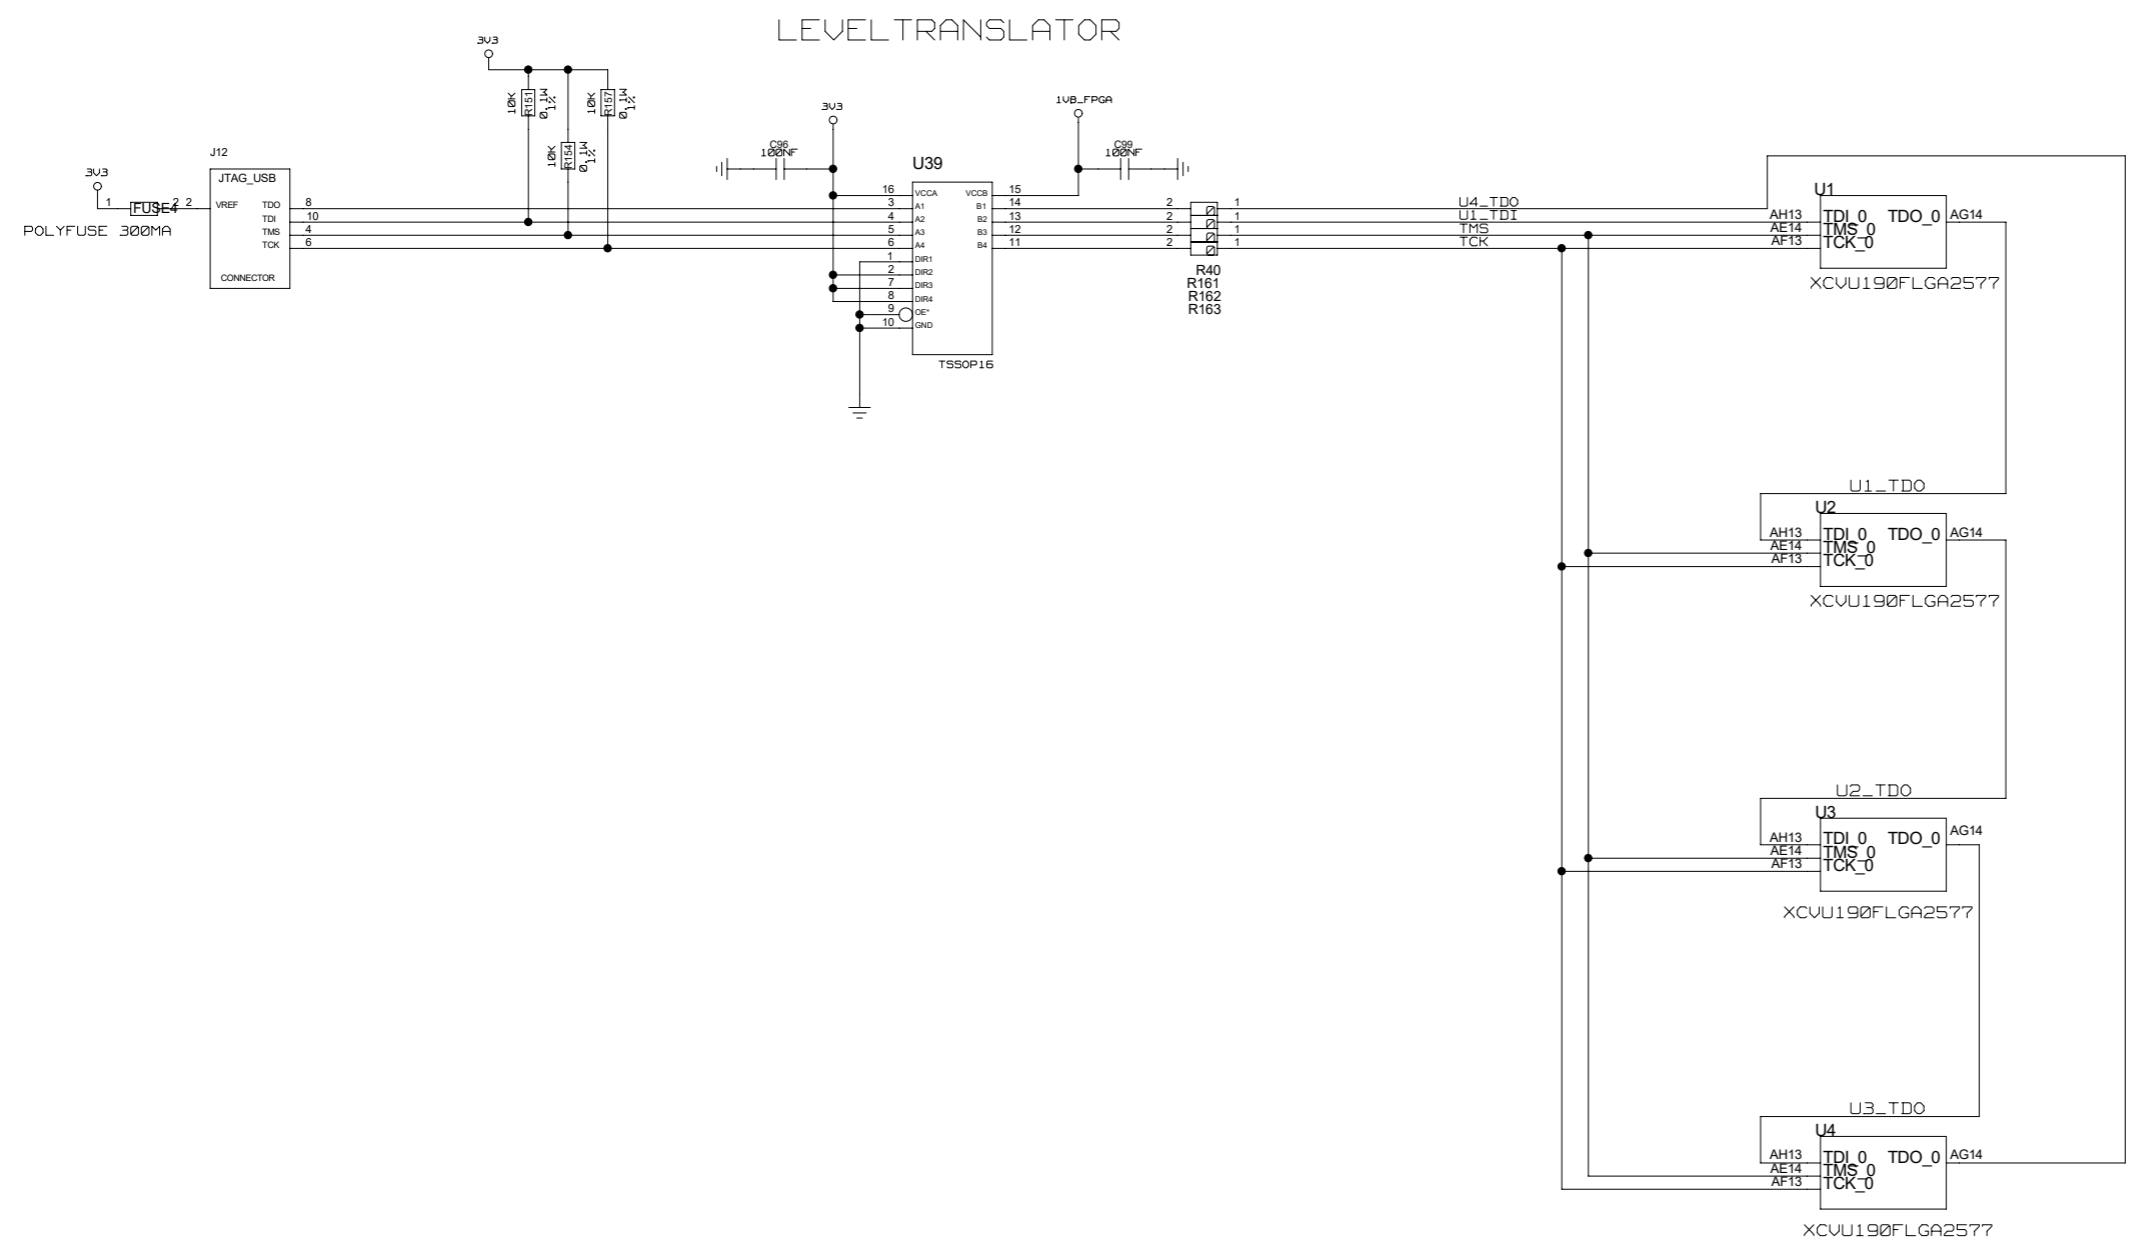 LEVELTRANSLATOR
3V3
10K R151 0,1W 1%
10K R157 0,1W 1%
10K R154 0,1W 1%
3V3
1VB_FPGA
C96
100NF
C99
100NF
U39
J12
JTAG_USB
3V3
1 FUSE4 2 2 VREF
POLYFUSE 300MA
TDO 8
TDI 10
TMS 4
TCK 6
CONNECTOR
16 VCCA VCCB 15
3 A1 B1 14
4 A2 B2 13
5 A3 B3 12
6 A4 B4 11
1 DIR1
2 DIR2
7 DIR3
8 DIR4
9 OE*
10 GND
TSSOP16
2 0 1 U4_TDO
2 0 1 U1_TDI
2 0 1 TMS
2 0 1 TCK
R40
R161
R162
R163
U1
AH13 TDI_0 TDO_0 AG14
AE14 TMS_0
AF13 TCK_0
XCVU190FLGA2577
U1_TDO
U2
AH13 TDI_0 TDO_0 AG14
AE14 TMS_0
AF13 TCK_0
XCVU190FLGA2577
U2_TDO
U3
AH13 TDI_0 TDO_0 AG14
AE14 TMS_0
AF13 TCK_0
XCVU190FLGA2577
U3_TDO
U4
AH13 TDI_0 TDO_0 AG14
AE14 TMS_0
AF13 TCK_0
XCVU190FLGA2577